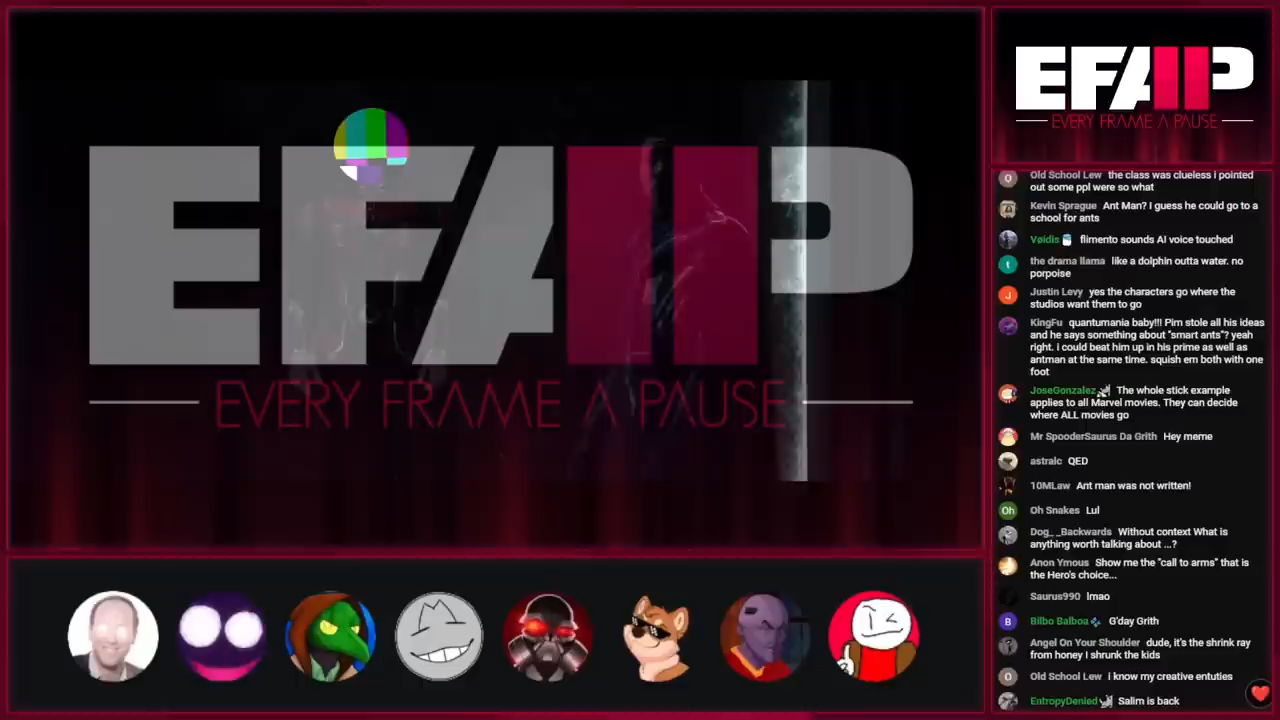 EFAP
EVERY FRAME A PAUSE
EFAP
EVERY FRAME A PAUSE
Old School Lew the class was clueless i pointed
out some ppl were so what
Kevin Sprague Ant Man? I guess he could go to a
school for ants
Vøidis flimento sounds AI voice touched
the drama llama like a dolphin outta water. no
porpoise
Justin Levy yes the characters go where the
studios want them to go
KingFu quantumania baby!!! Pim stole all his ideas
and he says something about "smart ants"? yeah
right. i could beat him up in his prime as well as
antman at the same time. squish em both with one
foot
JoseGonzalez The whole stick example
applies to all Marvel movies. They can decide
where ALL movies go
Mr SpooderSaurus Da Grith Hey meme
astralc QED
10MLaw Ant man was not written!
Oh
Oh Snakes Lul
Dog_ _Backwards Without context What is
anything worth talking about ...?
Anon Ymous Show me the "call to arms" that is
the Hero's choice...
Saurus990 lmao
B
Bilbo Balboa G'day Grith
Angel On Your Shoulder dude, it's the shrink ray
from honey I shrunk the kids
O
Old School Lew i know my creative entuties
EntropyDenied Salim is back